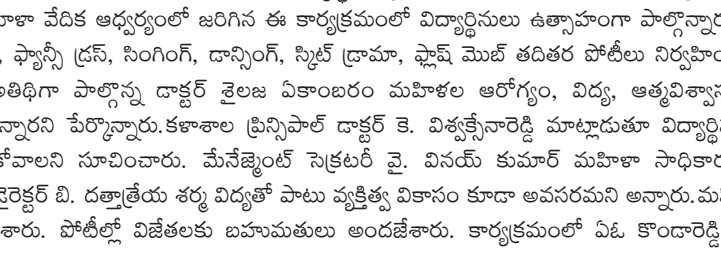 వేదిక ఆధ్వర్యంలో జరిగిన ఈ కార్యక్రమంలో విద్యార్థినులు ఉత్సాహంగా పాల్గొన్నార
, ఫ్యాన్సీ డ్రస్, సింగింగ్, డాన్సింగ్, స్కిట్ డ్రామా, ఫ్లాష్ మొబ్ తదితర పోటీలు నిర్వహిం
అతిథిగా పాల్గొన్న డాక్టర్ శైలజ ఏకాంబరం మహిళల ఆరోగ్యం, విద్య, ఆత్మవిశ్వాస
న్నారని పేర్కొన్నారు.కళాశాల ప్రిన్సిపాల్ డాక్టర్ కె. విశ్వక్సేనారెడ్డి మాట్లాడుతూ విద్యార్థి
కోవాలని సూచించారు. మేనేజ్మెంట్ సెక్రటరీ వై. వినయ్ కుమార్ మహిళా సాధికార
డైరెక్టర్ బి. దత్తాత్రేయ శర్మ విద్యతో పాటు వ్యక్తిత్వ వికాసం కూడా అవసరమని అన్నారు.మ
శారు. పోటీల్లో విజేతలకు బహుమతులు అందజేశారు. కార్యక్రమంలో ఏఓ కొండారెడ్డి